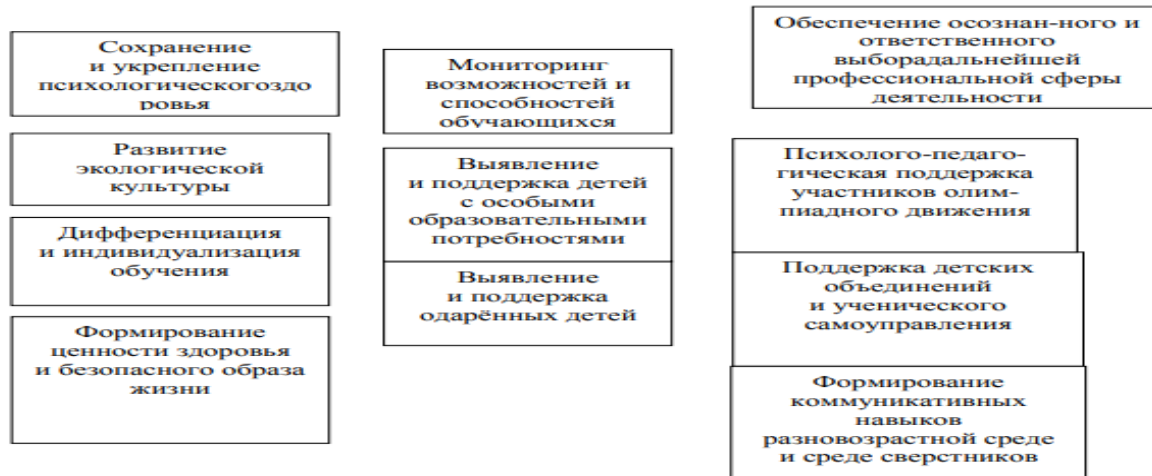 Сохранение
и укрепление
психологическогоздо
ровья
Развитие
экологической
культуры
Дифференциация
и индивидуализация
обучения
Формирование
ценности здоровья
и безопасного образа
жизни
Мониторинг
возможностей и
способностей
обучающихся
Выявление
и поддержка детей
с особыми
образовательными
потребностями
Выявление
и поддержка
одарённых детей
Обеспечение осознан-ного и
ответственного
выборадальнейшей
профессиональной сферы
деятельности
Психолого-педаго-
гическая поддержка
участников олим-
пиадного движения
Поддержка детских
объединений
и ученического
самоуправления
Формирование
коммуникативных
навыков
разновозрастной среде
и среде сверстников